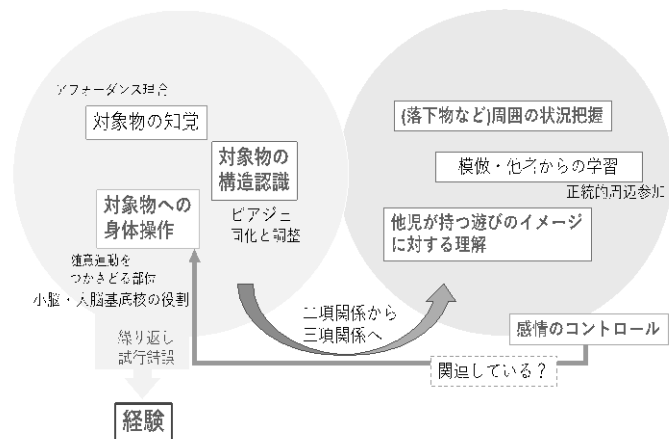 アフォーダンス理論
対象物の知覚
対象物の
構造認識
ピアジェ
同化と調整
対象物への
身体操作
随意運動を
つかさどる部位
小脳・大脳基底核の役割
繰り返し
試行錯誤
経験
二項関係から
三項関係へ
(落下物など)周囲の状況把握
模倣・他者からの学習
正統的周辺参加
他児が持つ遊びのイメージ
に対する理解
感情のコントロール
関連している？